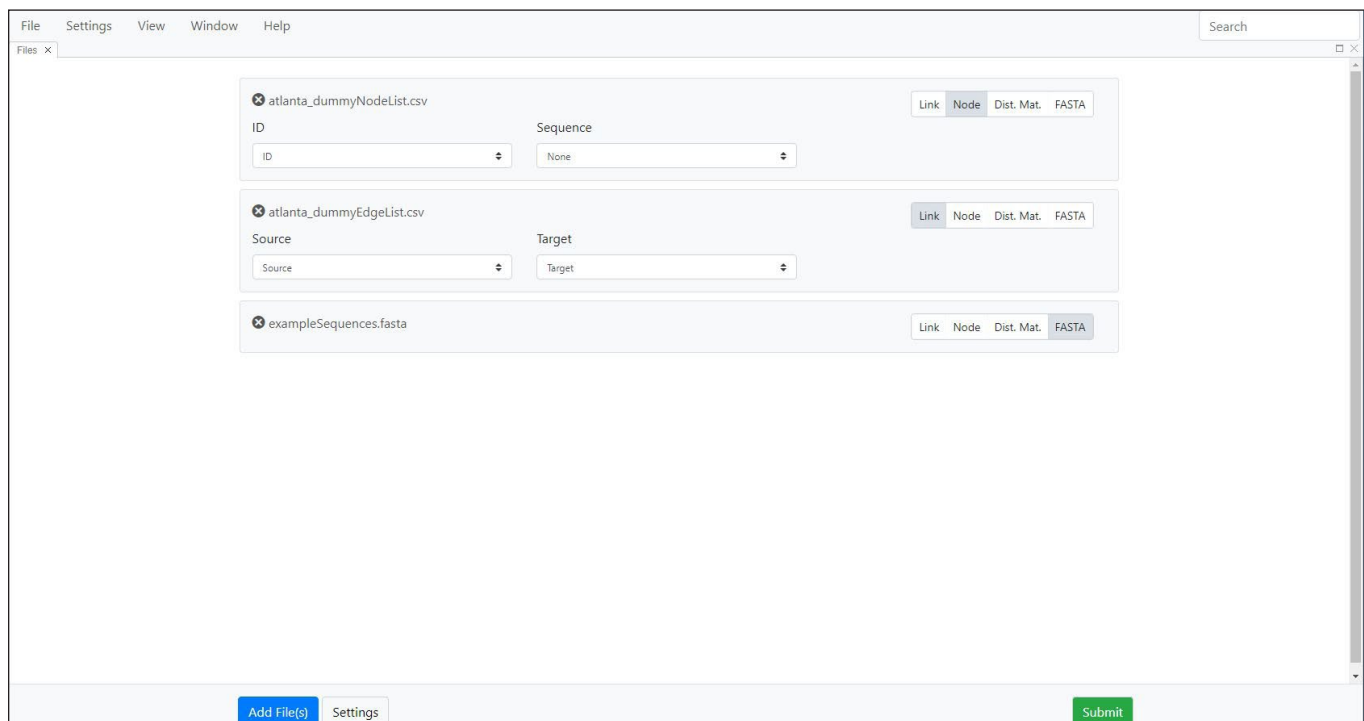 File Settings View Window Help Search
Files
atlanta_dummyNodeList.csv Link Node Dist. Mat. FASTA
ID Sequence
ID None
atlanta_dummyEdgeList.csv Link Node Dist. Mat. FASTA
Source Target
Source Target
exampleSequences.fasta Link Node Dist. Mat. FASTA
Add File(s) Settings Submit